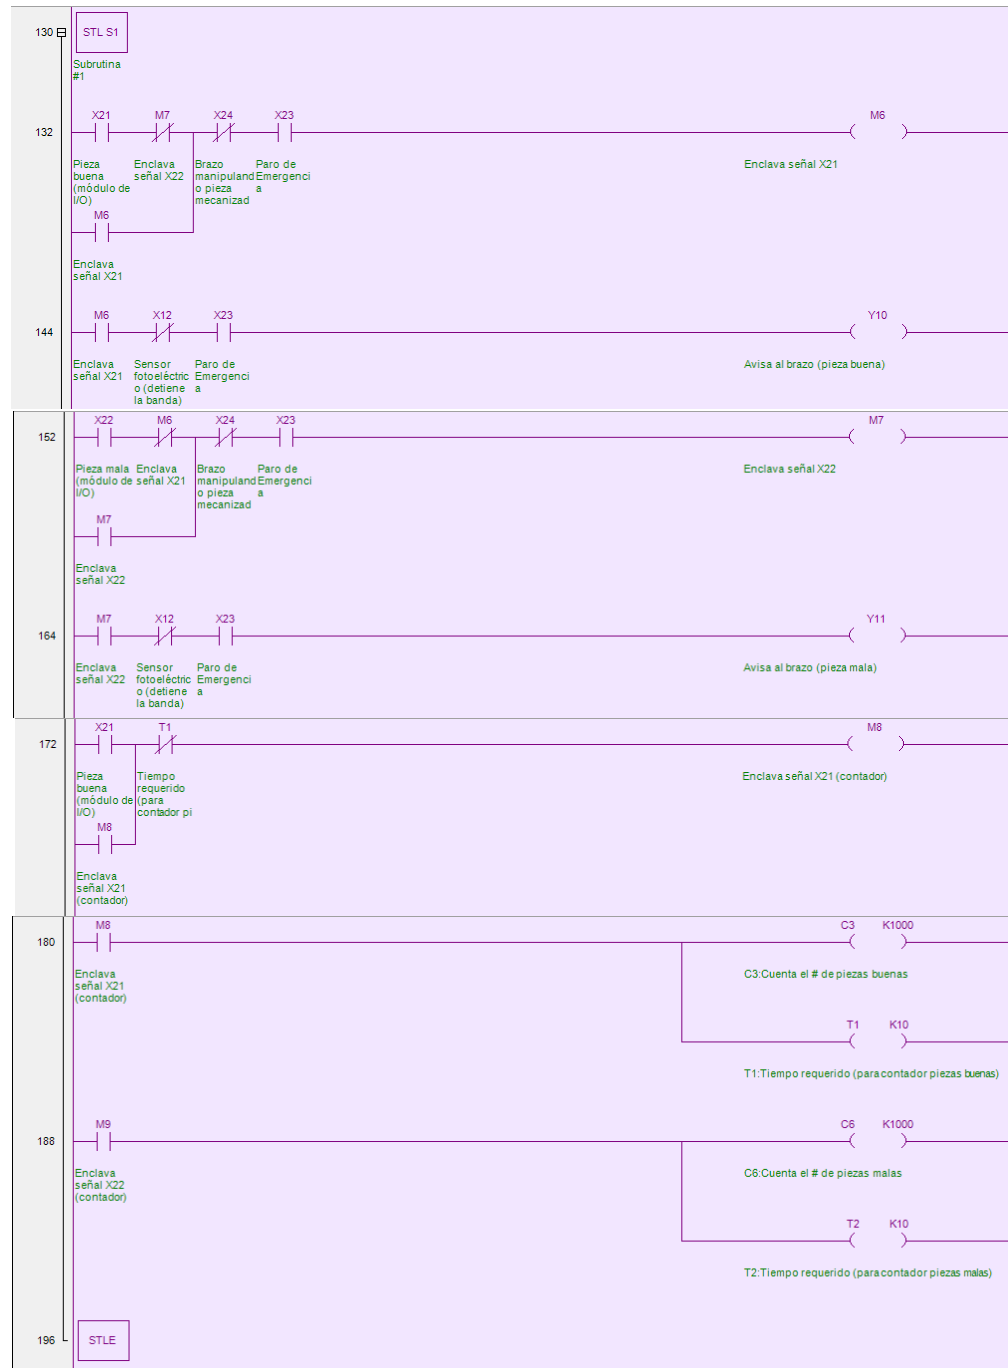 130 STL S1
Subrutina
#1
X21 M7 X24 X23 M6
132
Pieza Enclava Brazo Paro de Enclava señal X21
buena señal X22 manipuland Emergenci
(módulo de o pieza a
I/O) mecanizad
M6
Enclava
señal X21
M6 X12 X23 Y10
144
Enclava Sensor Paro de Avisa al brazo (pieza buena)
señal X21 fotoeléctric Emergenci
o (detiene a
la banda)
X22 M6 X24 X23 M7
152
Pieza mala Enclava Brazo Paro de Enclava señal X22
(módulo de señal X21 manipuland Emergenci
I/O) o pieza a
mecanizad
M7
Enclava
señal X22
M7 X12 X23 Y11
164
Enclava Sensor Paro de Avisa al brazo (pieza mala)
señal X22 fotoeléctric Emergenci
o (detiene a
la banda)
X21 T1 M8
172
Pieza Tiempo Enclava señal X21 (contador)
buena requerido
(módulo de (para
I/O) contador pi
M8
Enclava
señal X21
(contador)
M8 C3 K1000
180
Enclava C3:Cuenta el # de piezas buenas
señal X21
(contador)
T1 K10
T1:Tiempo requerido (para contador piezas buenas)
M9 C6 K1000
188
Enclava C6:Cuenta el # de piezas malas
señal X22
(contador)
T2 K10
T2:Tiempo requerido (para contador piezas malas)
196 STLE